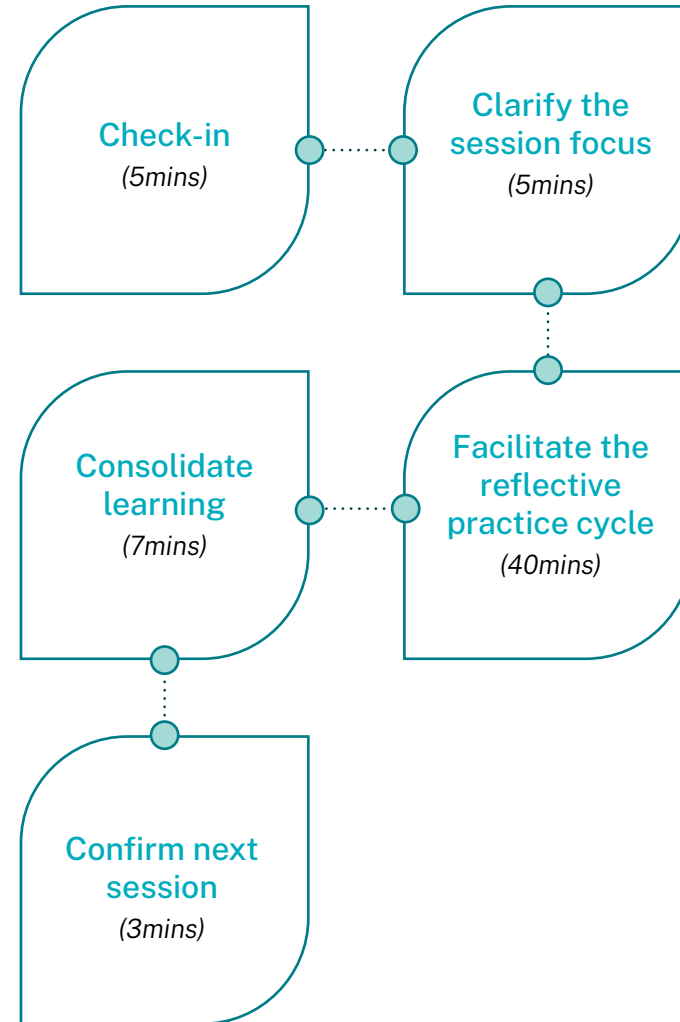 Check-in
(5mins)
Clarify the
session focus
(5mins)
Facilitate the
reflective
practice cycle
(40mins)
Consolidate
learning
(7mins)
Confirm next
session
(3mins)